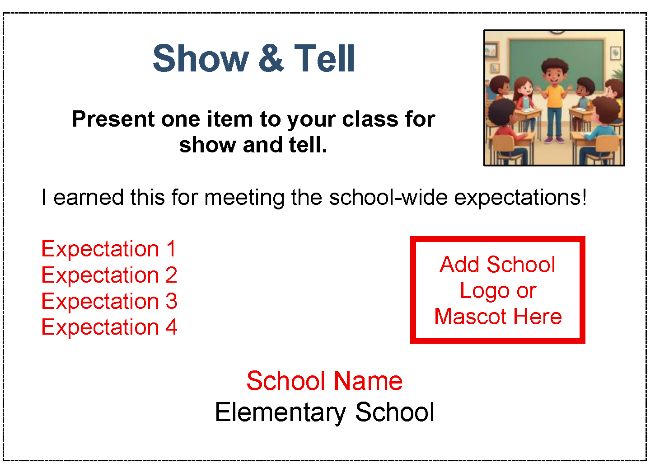 Show & Tell
Present one item to your class for
show and tell.
I earned this for meeting the school-wide expectations!
Expectation 1
Expectation 2
Expectation 3
Expectation 4
Add School
Logo or
Mascot Here
School Name
Elementary School